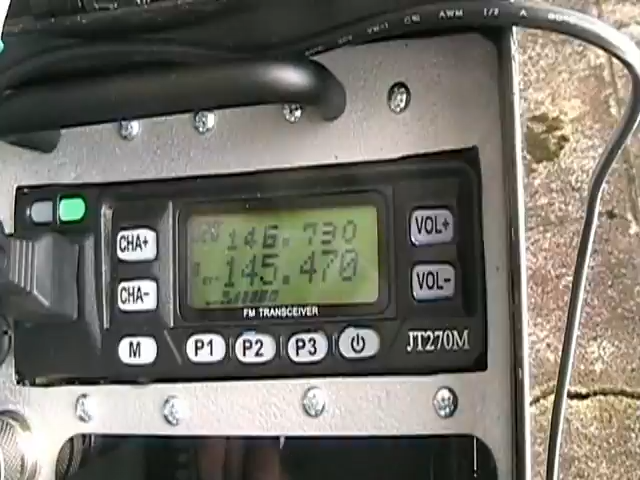 AWM 1/2 A
CHA+
146.730
VOL+
145.470
CHA-
VOL-
FM TRANSCEIVER
M
P1
P2
P3
JT270M